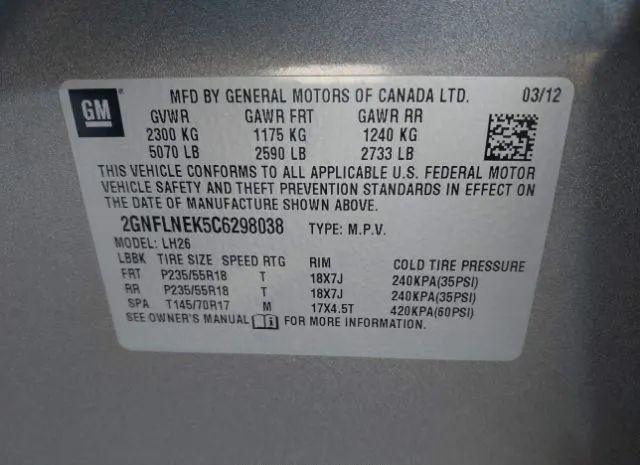 GM
MFD BY GENERAL MOTORS OF CANADA LTD. 03/12
GVWR GAWR FRT GAWR RR
2300 KG 1175 KG 1240 KG
5070 LB 2590 LB 2733 LB
THIS VEHICLE CONFORMS TO ALL APPLICABLE U.S. FEDERAL MOTOR
VEHICLE SAFETY AND THEFT PREVENTION STANDARDS IN EFFECT ON
THE DATE OF MANUFACTURE SHOWN ABOVE.
2GNFLNEK5C6298038 TYPE: M.P.V.
MODEL: LH26
LBBK TIRE SIZE SPEED RTG RIM COLD TIRE PRESSURE
FRT P235/55R18 T 18X7J 240KPA(35PSI)
RR P235/55R18 T 18X7J 240KPA(35PSI)
SPA T145/70R17 M 17X4.5T 420KPA(60PSI)
SEE OWNER'S MANUAL FOR MORE INFORMATION.